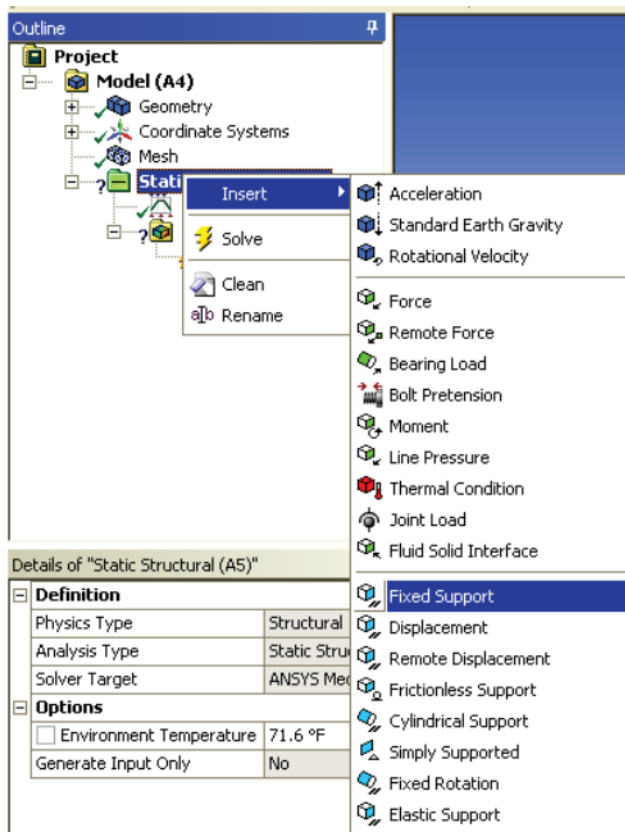 Outline
Project
Model (A4)
Geometry
Coordinate Systems
Mesh
Stati
Insert
Solve
Clean
Rename
Acceleration
Standard Earth Gravity
Rotational Velocity
Force
Remote Force
Bearing Load
Bolt Pretension
Moment
Line Pressure
Thermal Condition
Joint Load
Fluid Solid Interface
Fixed Support
Displacement
Remote Displacement
Frictionless Support
Cylindrical Support
Simply Supported
Fixed Rotation
Elastic Support
Details of "Static Structural (A5)"
Definition
Physics Type Structural
Analysis Type Static Stru
Solver Target ANSYS Mec
Options
Environment Temperature 71.6 °F
Generate Input Only No